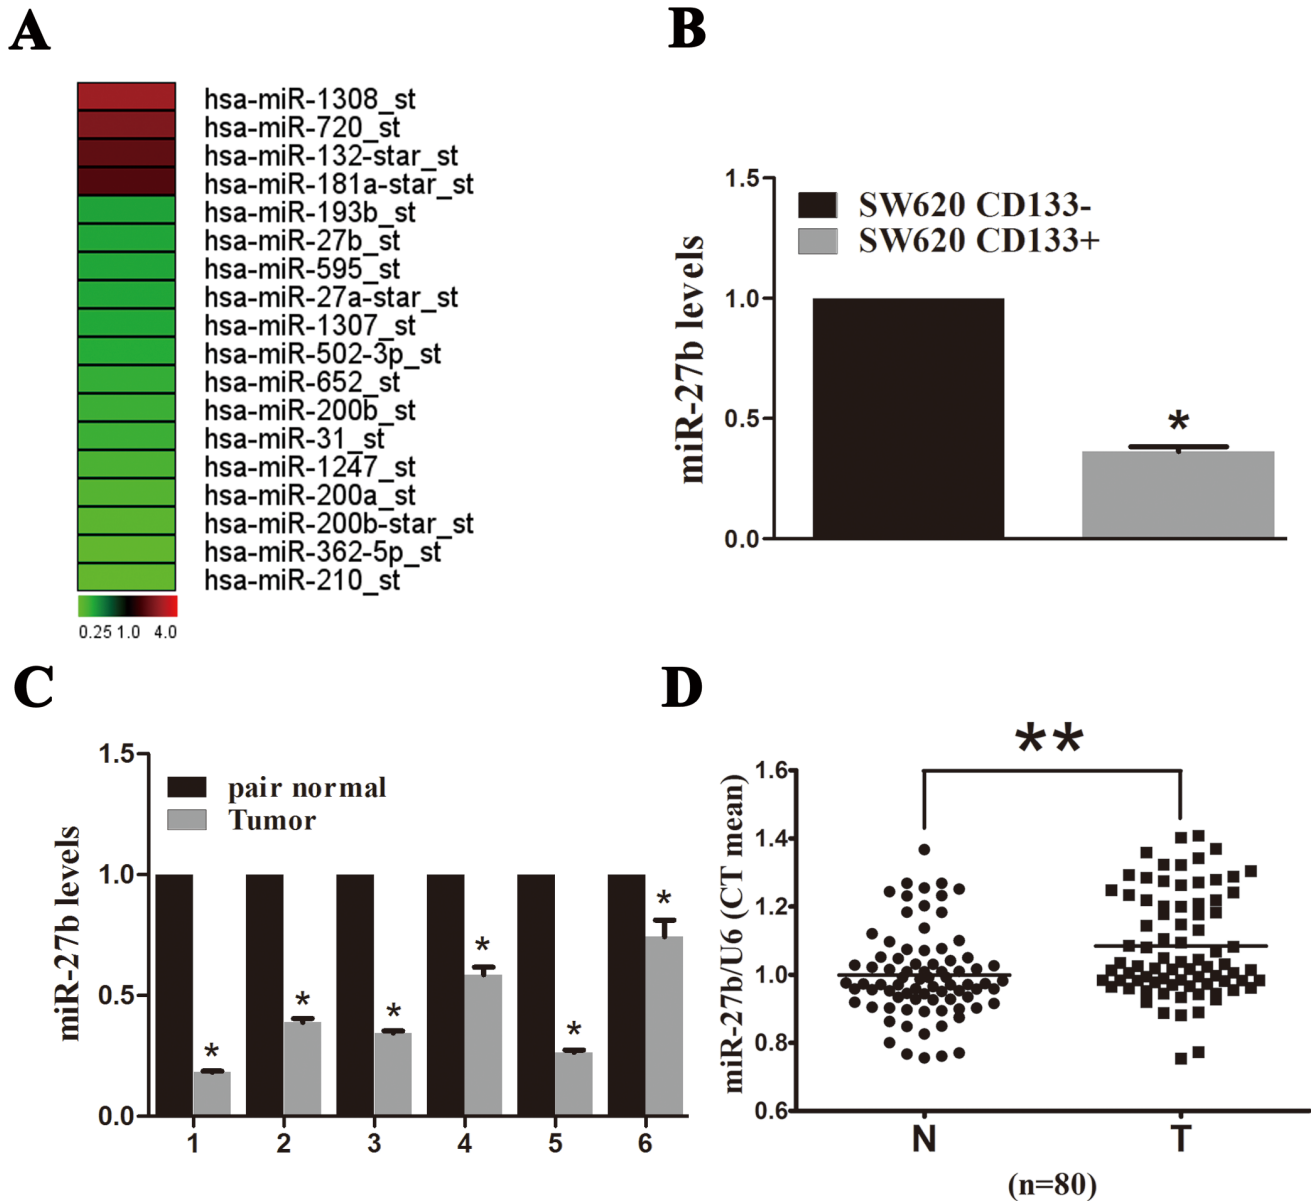 A
hsa-miR-1308_st
hsa-miR-720_st
hsa-miR-132-star_st
hsa-miR-181a-star_st
hsa-miR-193b_st
hsa-miR-27b_st
hsa-miR-595_st
hsa-miR-27a-star_st
hsa-miR-1307_st
hsa-miR-502-3p_st
hsa-miR-652_st
hsa-miR-200b_st
hsa-miR-31_st
hsa-miR-1247_st
hsa-miR-200a_st
hsa-miR-200b-star_st
hsa-miR-362-5p_st
hsa-miR-210_st
0.25 1.0 4.0
B
miR-27b levels
1.5
1.0
0.5
0.0
SW620 CD133-
SW620 CD133+
*
C
miR-27b levels
1.5
1.0
0.5
0.0
pair normal
Tumor
* * * * * *
1 2 3 4 5 6
D
miR-27b/U6 (CT mean)
1.6
1.4
1.2
1.0
0.8
0.6
**
N T
(n=80)